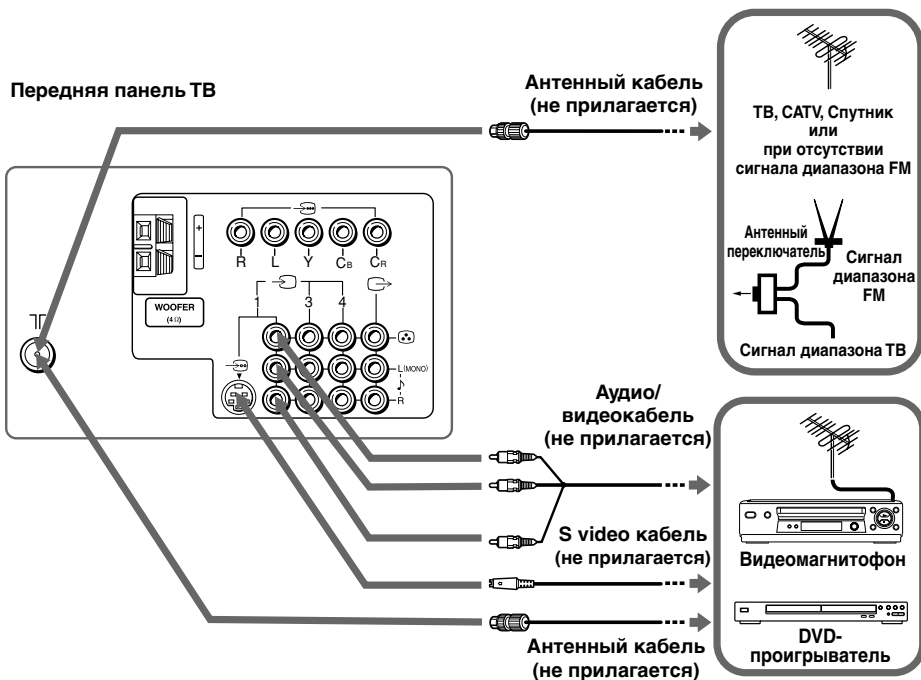 Передняя панель ТВ
Антенный кабель
(не прилагается)
ТВ, CATV, Спутник
или
при отсутствии
сигнала диапазона FM
Антенный
переключатель
Сигнал
диапазона
FM
Сигнал диапазона ТВ
+
–
R L Y CB CR
WOOFER
(4 Ω)
1 3 4
L(MONO)
R
Аудио/
видеокабель
(не прилагается)
S video кабель
(не прилагается)
Антенный кабель
(не прилагается)
Видеомагнитофон
DVD-
проигрыватель